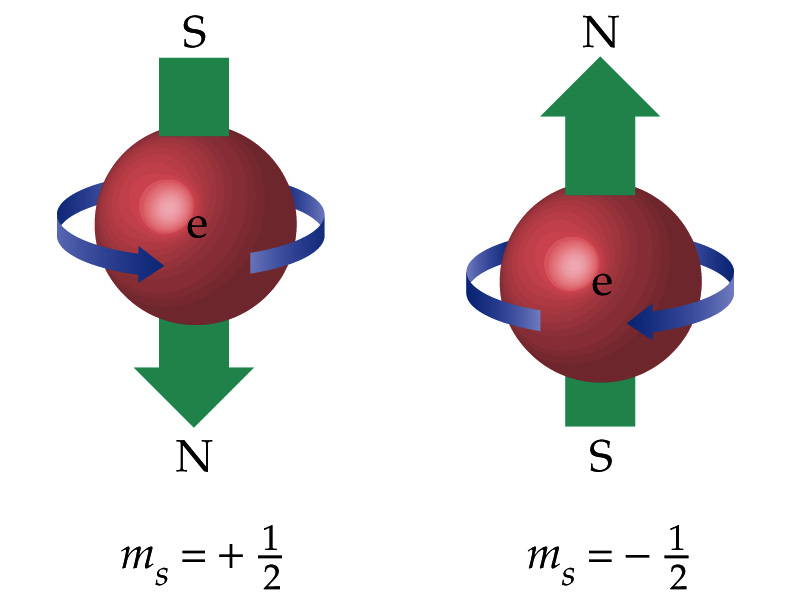 S
N
e
e
N
S
m_s = + 1/2
m_s = − 1/2